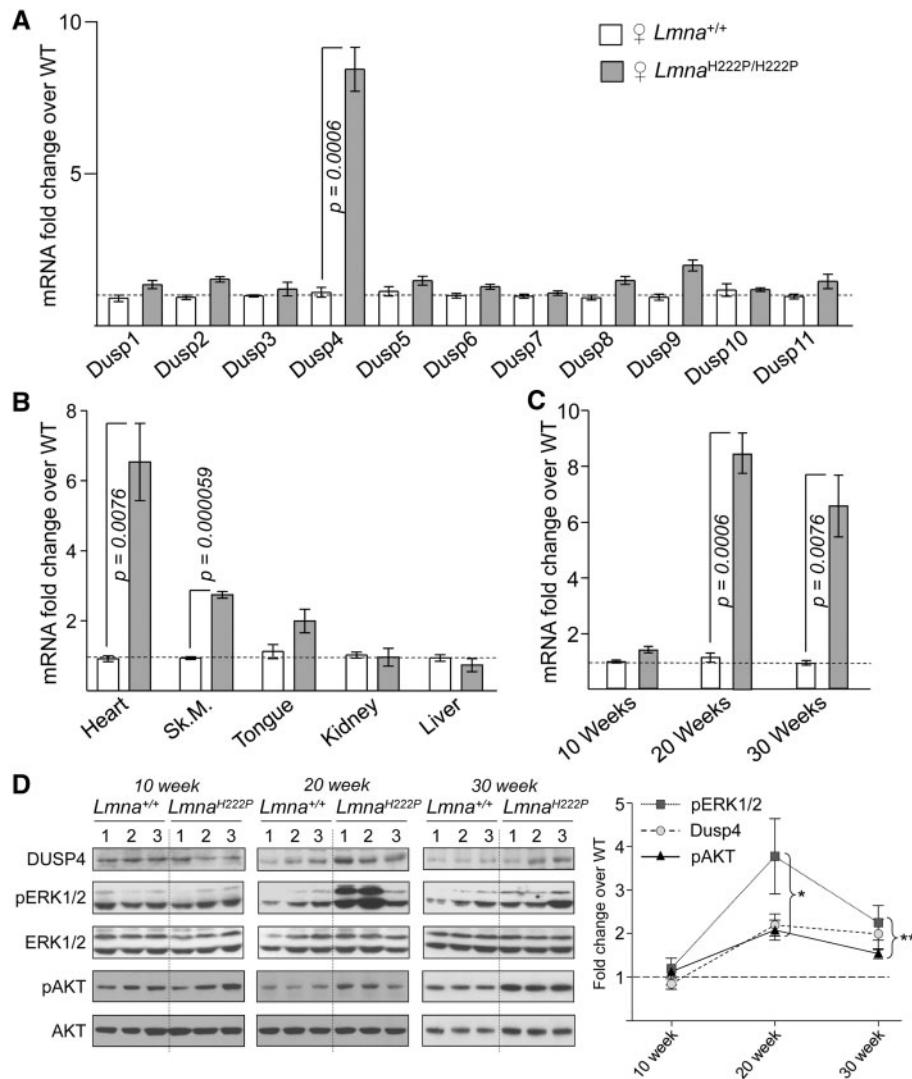 A
10
5
mRNA fold change over WT
♀ Lmna+/+
♀ LmnaH222P/H222P
p = 0.0006
Dusp1 Dusp2 Dusp3 Dusp4 Dusp5 Dusp6 Dusp7 Dusp8 Dusp9 Dusp10 Dusp11
B
8
6
4
2
mRNA fold change over WT
p = 0.0076
p = 0.000059
Heart Sk.M. Tongue Kidney Liver
C
10
8
6
4
2
mRNA fold change over WT
p = 0.0006
p = 0.0076
10 Weeks 20 Weeks 30 Weeks
D
10 week 20 week 30 week
Lmna+/+ LmnaH222P Lmna+/+ LmnaH222P Lmna+/+ LmnaH222P
1 2 3 1 2 3 1 2 3 1 2 3 1 2 3 1 2 3
DUSP4
pERK1/2
ERK1/2
pAKT
AKT
pERK1/2
Dusp4
pAKT
5
4
3
2
1
Fold change over WT
*
**
10 week 20 week 30 week